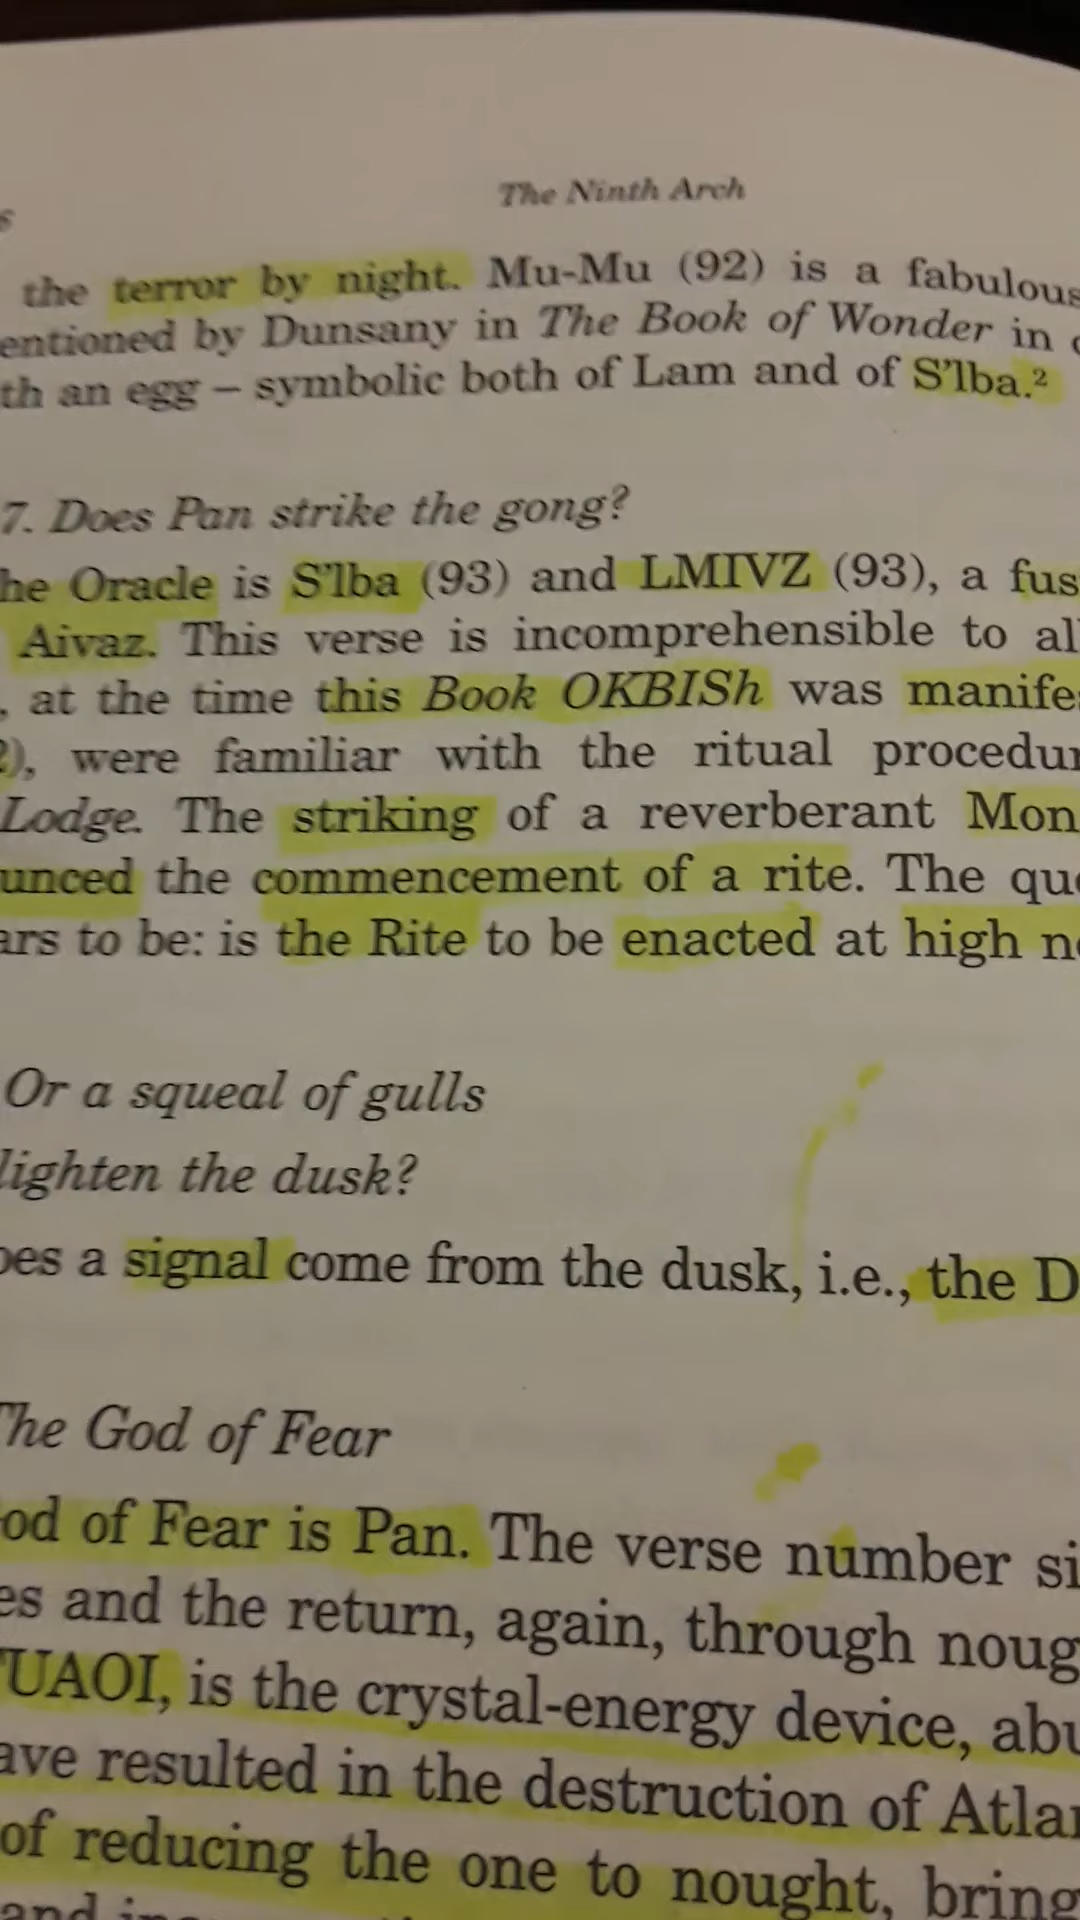 The Ninth Arch
the terror by night. Mu-Mu (92) is a fabulous
entioned by Dunsany in The Book of Wonder in
th an egg – symbolic both of Lam and of S'lba.²
7. Does Pan strike the gong?
he Oracle is S'lba (93) and LMIVZ (93), a fus
Aivaz. This verse is incomprehensible to al
, at the time this Book OKBISh was manife
), were familiar with the ritual procedur
Lodge. The striking of a reverberant Mon
unced the commencement of a rite. The que
ars to be: is the Rite to be enacted at high n
Or a squeal of gulls
lighten the dusk?
oes a signal come from the dusk, i.e., the D
The God of Fear
od of Fear is Pan. The verse number si
es and the return, again, through noug
UAOI, is the crystal-energy device, abu
ave resulted in the destruction of Atla
of reducing the one to nought, bring
and in